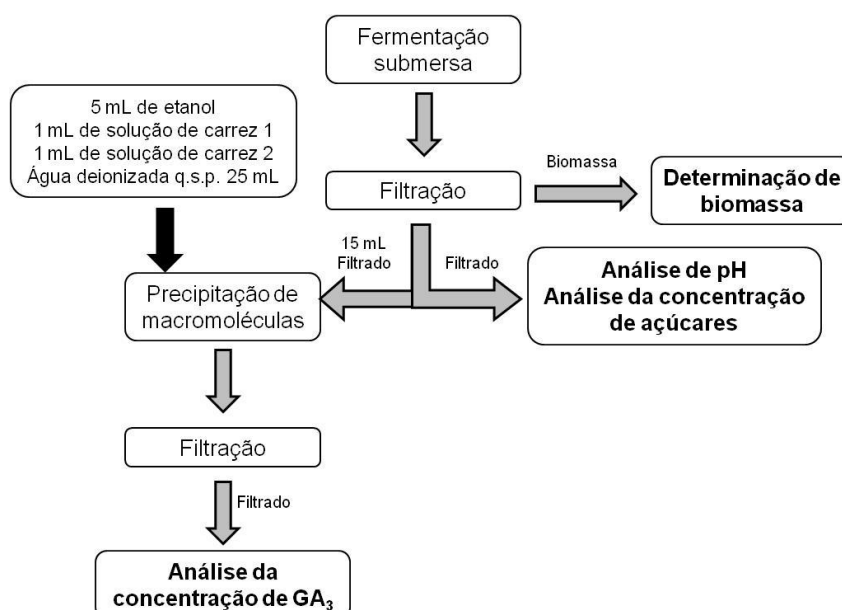 Fermentação
submersa
5 mL de etanol
1 mL de solução de carrez 1
1 mL de solução de carrez 2
Água deionizada q.s.p. 25 mL
Biomassa
Filtração
Determinação de
biomassa
15 mL
Filtrado
Filtrado
Precipitação de
macromoléculas
Análise de pH
Análise da concentração
de açúcares
Filtração
Filtrado
Análise da
concentração de GA₃